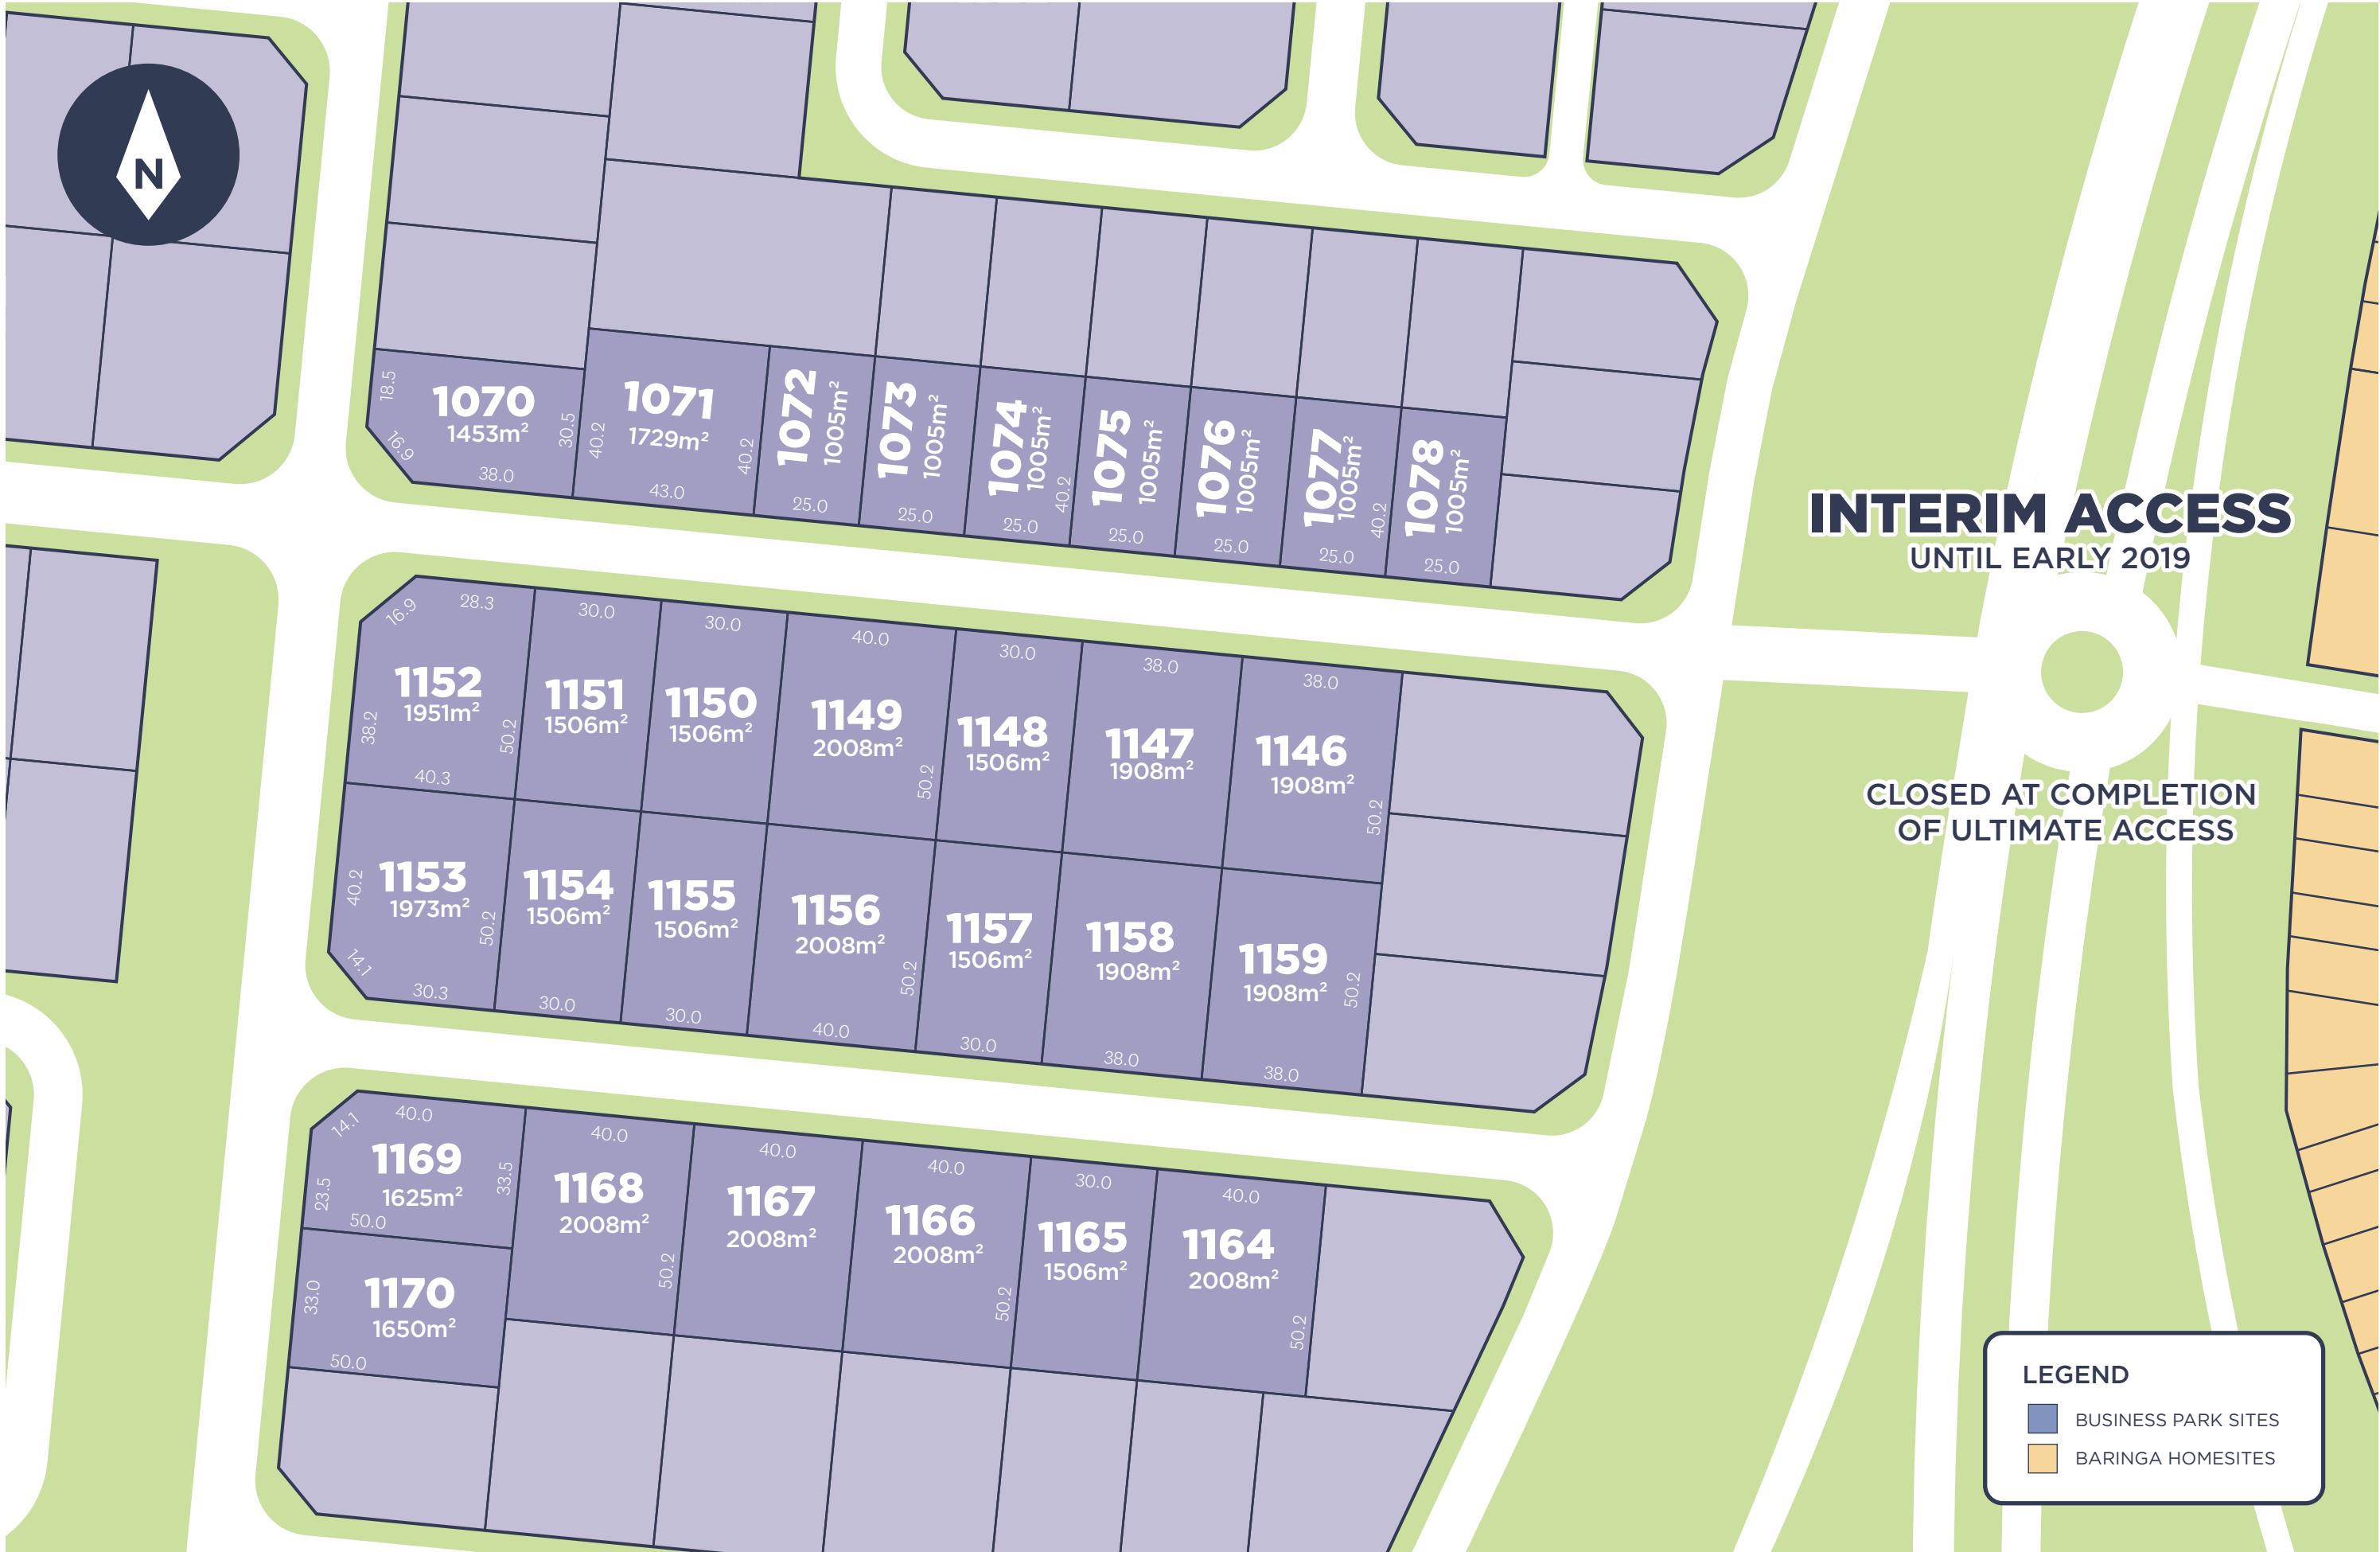 N
18.5
1070
1453m²
30.5
16.9
38.0
1071
1729m²
40.2
40.2
43.0
1072
1005m²
25.0
1073
1005m²
25.0
1074
1005m²
40.2
25.0
1075
1005m²
25.0
1076
1005m²
25.0
1077
1005m²
40.2
25.0
1078
1005m²
25.0
INTERIM ACCESS
UNTIL EARLY 2019
16.9
28.3
1152
1951m²
38.2
50.2
40.3
30.0
1151
1506m²
30.0
1150
1506m²
40.0
1149
2008m²
50.2
30.0
1148
1506m²
38.0
1147
1908m²
38.0
1146
1908m²
50.2
CLOSED AT COMPLETION
OF ULTIMATE ACCESS
1153
1973m²
40.2
50.2
14.1
30.3
1154
1506m²
30.0
1155
1506m²
30.0
1156
2008m²
50.2
40.0
1157
1506m²
30.0
1158
1908m²
38.0
1159
1908m²
50.2
38.0
14.1
40.0
1169
1625m²
23.5
33.5
50.0
40.0
1168
2008m²
50.2
40.0
1167
2008m²
40.0
1166
2008m²
50.2
30.0
1165
1506m²
40.0
1164
2008m²
50.2
33.0
1170
1650m²
50.0
LEGEND
BUSINESS PARK SITES
BARINGA HOMESITES